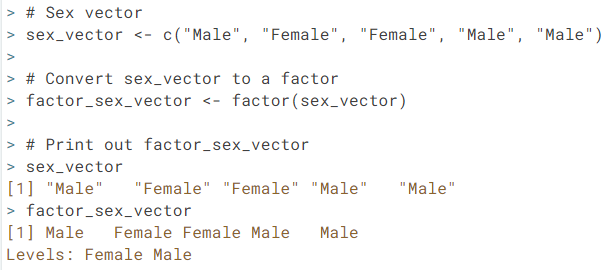 > # Sex vector
> sex_vector <- c("Male", "Female", "Female", "Male", "Male")
>
> # Convert sex_vector to a factor
> factor_sex_vector <- factor(sex_vector)
>
> # Print out factor_sex_vector
> sex_vector
[1] "Male"   "Female" "Female" "Male"   "Male"
> factor_sex_vector
[1] Male   Female Female Male   Male
Levels: Female Male